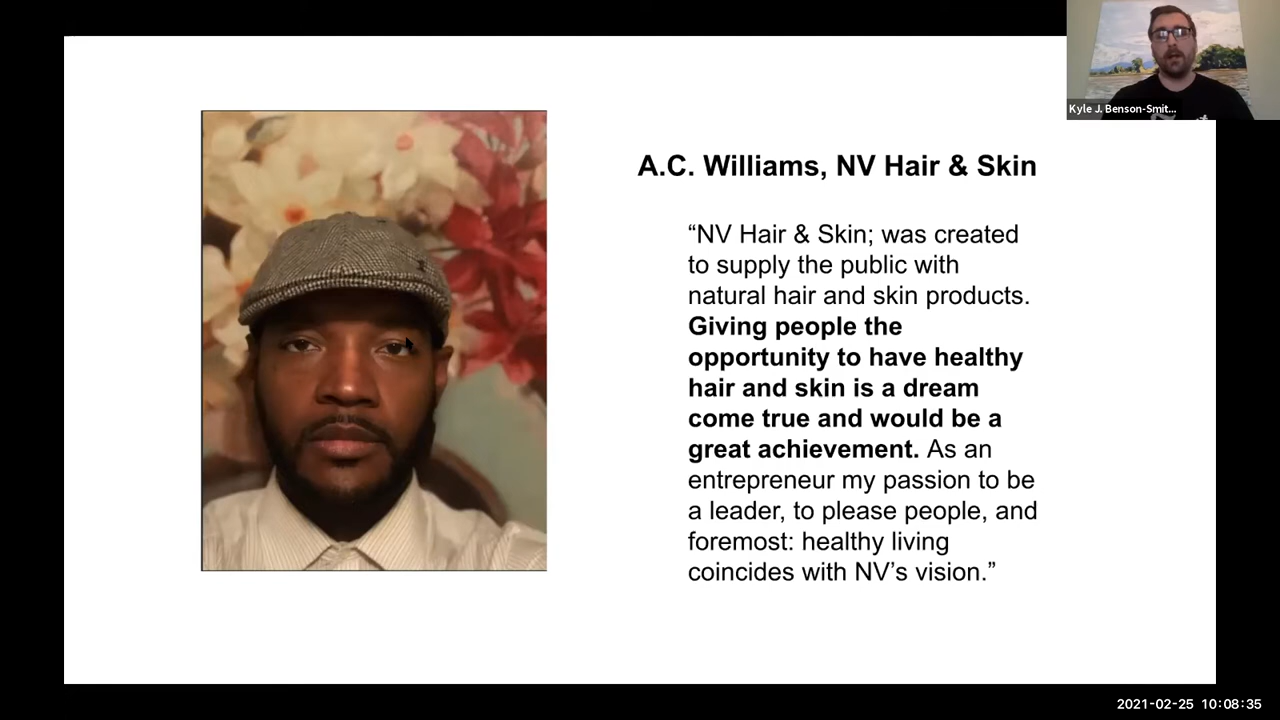 Kyle J. Benson-Smit...
A.C. Williams, NV Hair & Skin
“NV Hair & Skin; was created
to supply the public with
natural hair and skin products.
Giving people the
opportunity to have healthy
hair and skin is a dream
come true and would be a
great achievement. As an
entrepreneur my passion to be
a leader, to please people, and
foremost: healthy living
coincides with NV’s vision.”
2021-02-25 10:08:35